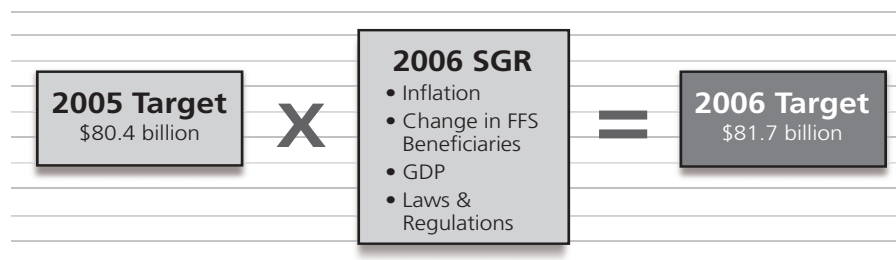 2005 Target
$80.4 billion
X
2006 SGR
• Inflation
• Change in FFS
Beneficiaries
• GDP
• Laws &
Regulations
=
2006 Target
$81.7 billion